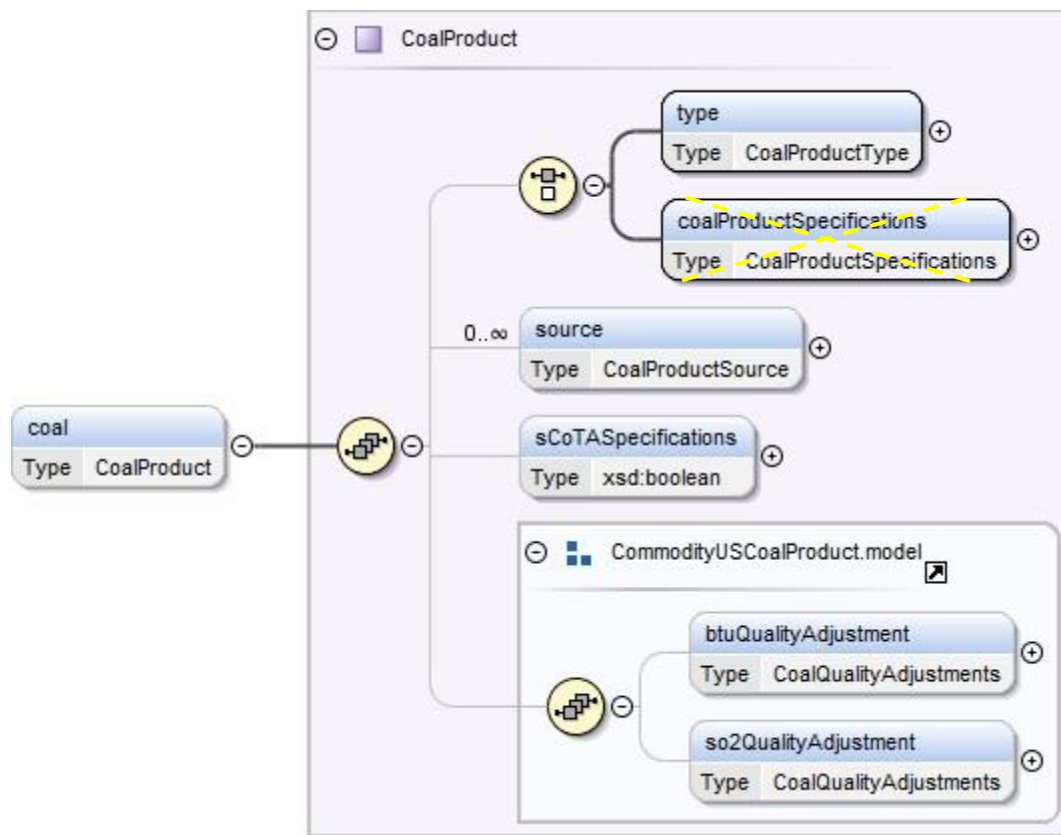 CoalProduct
type
Type CoalProductType
coalProductSpecifications
Type CoalProductSpecifications
0..∞
source
Type CoalProductSource
coal
Type CoalProduct
sCoTASpecifications
Type xsd:boolean
CommodityUSCoalProduct.model
btuQualityAdjustment
Type CoalQualityAdjustments
so2QualityAdjustment
Type CoalQualityAdjustments